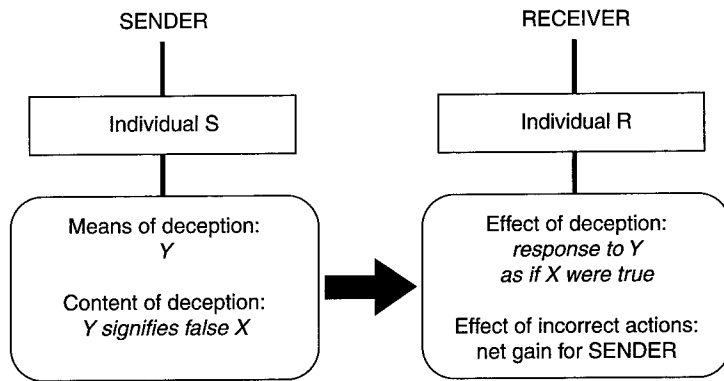 SENDER
Individual S
Means of deception:
Y
Content of deception:
Y signifies false X
RECEIVER
Individual R
Effect of deception:
response to Y
as if X were true
Effect of incorrect actions:
net gain for SENDER